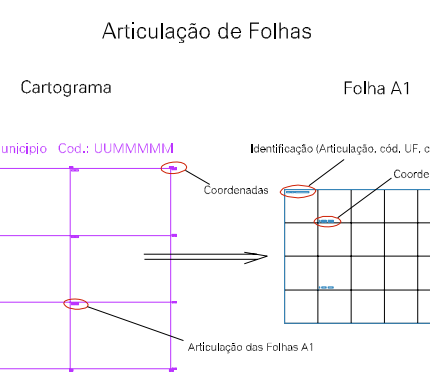 Articulação de Folhas
Cartograma
Folha A1
unicipio Cod.: UUMMMMM
Identificação (Articulação, cód, UF, c
Coorde
Coordenadas
Articulação das Folhas A1